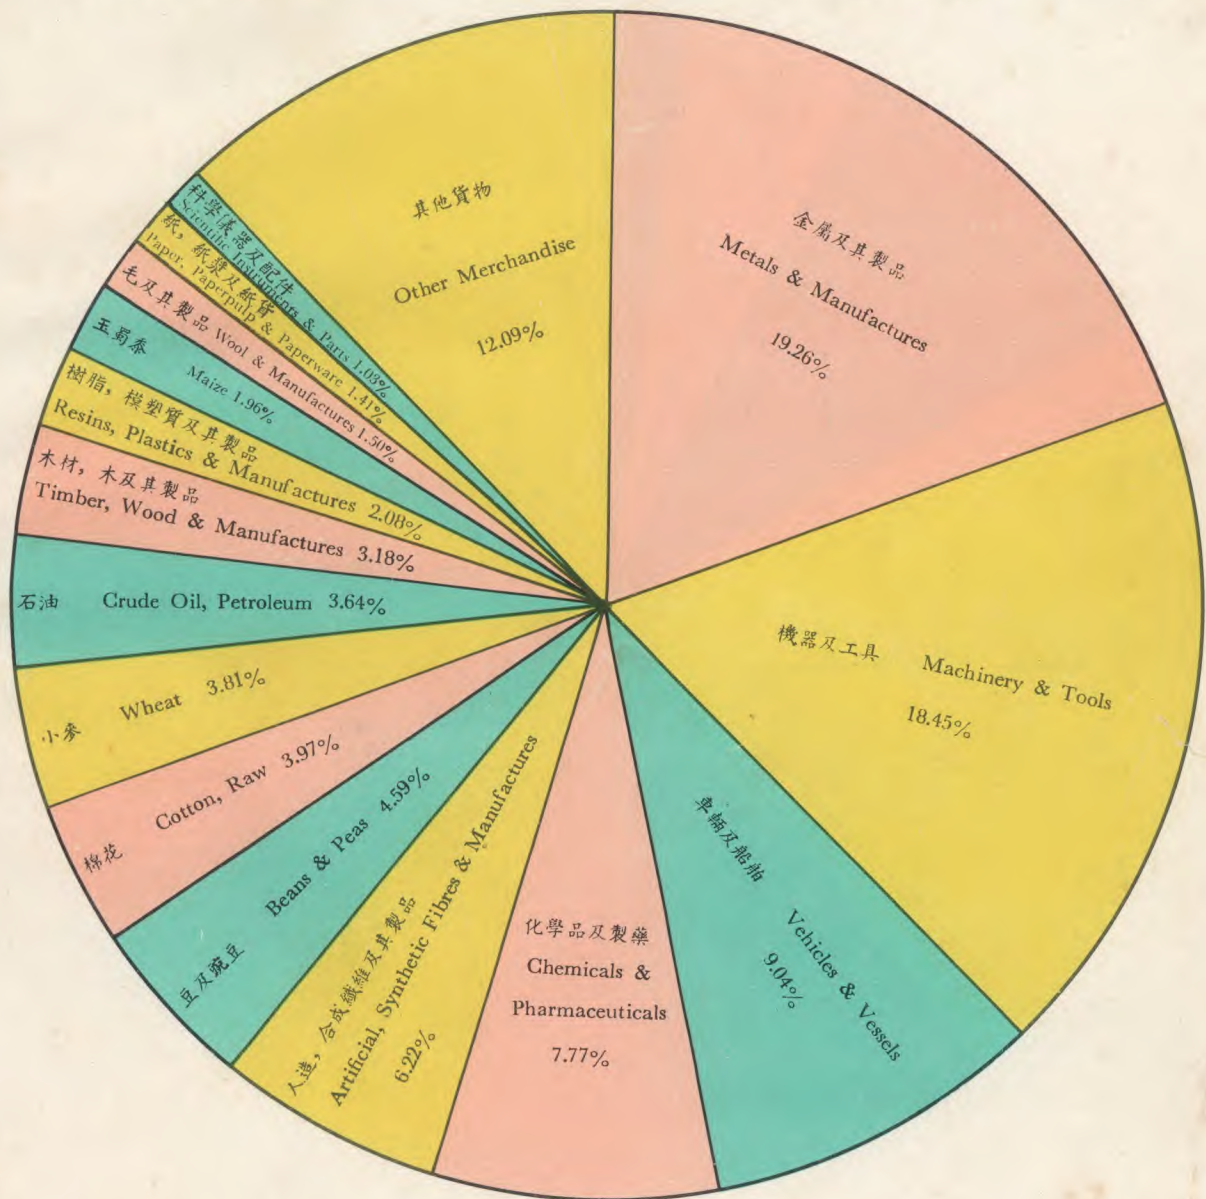 金屬及其製品
Metals & Manufactures
19.26%
機器及工具 Machinery & Tools
18.45%
車輛及船舶 Vehicles & Vessels
9.04%
化學品及製藥
Chemicals &
Pharmaceuticals
7.77%
人造，合成纖維及其製品
Artificial, Synthetic Fibres & Manufactures
6.22%
豆及豌豆 Beans & Peas 4.59%
棉花 Cotton, Raw 3.97%
小麥 Wheat 3.81%
石油 Crude Oil, Petroleum 3.64%
木材，木及其製品
Timber, Wood & Manufactures 3.18%
樹脂，模塑質及其製品
Resins, Plastics & Manufactures 2.08%
玉蜀黍 Maize 1.96%
毛及其製品 Wool & Manufactures 1.50%
紙，紙漿及紙貨
Paper, Paperpulp & Paperware 1.41%
科學儀器及配件
Scientific Instruments & Parts 1.03%
其他貨物
Other Merchandise
12.09%